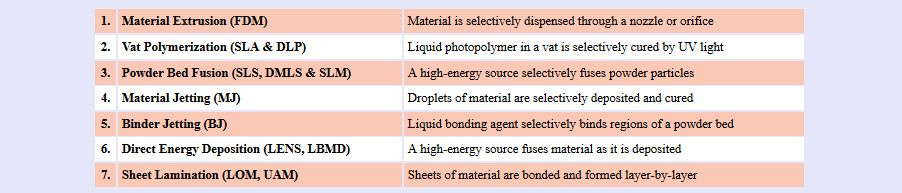 1. Material Extrusion (FDM) Material is selectively dispensed through a nozzle or orifice
2. Vat Polymerization (SLA & DLP) Liquid photopolymer in a vat is selectively cured by UV light
3. Powder Bed Fusion (SLS, DMLS & SLM) A high-energy source selectively fuses powder particles
4. Material Jetting (MJ) Droplets of material are selectively deposited and cured
5. Binder Jetting (BJ) Liquid bonding agent selectively binds regions of a powder bed
6. Direct Energy Deposition (LENS, LBMD) A high-energy source fuses material as it is deposited
7. Sheet Lamination (LOM, UAM) Sheets of material are bonded and formed layer-by-layer